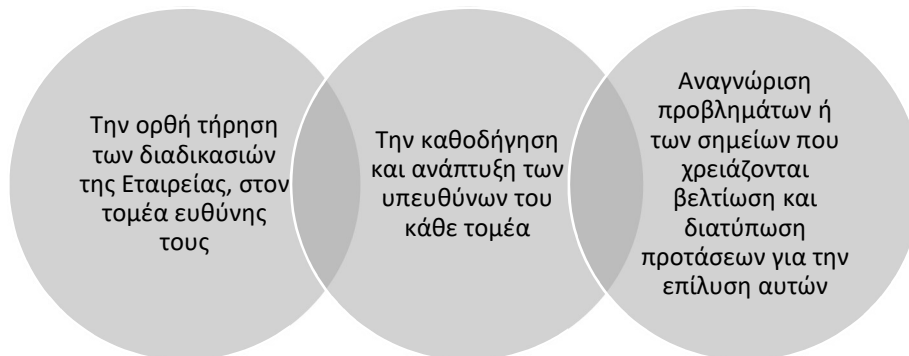 Την ορθή τήρηση
των διαδικασιών
της Εταιρείας, στον
τομέα ευθύνης
τους
Την καθοδήγηση
και ανάπτυξη των
υπευθύνων του
κάθε τομέα
Αναγνώριση
προβλημάτων ή
των σημείων που
χρειάζονται
βελτίωση και
διατύπωση
προτάσεων για την
επίλυση αυτών